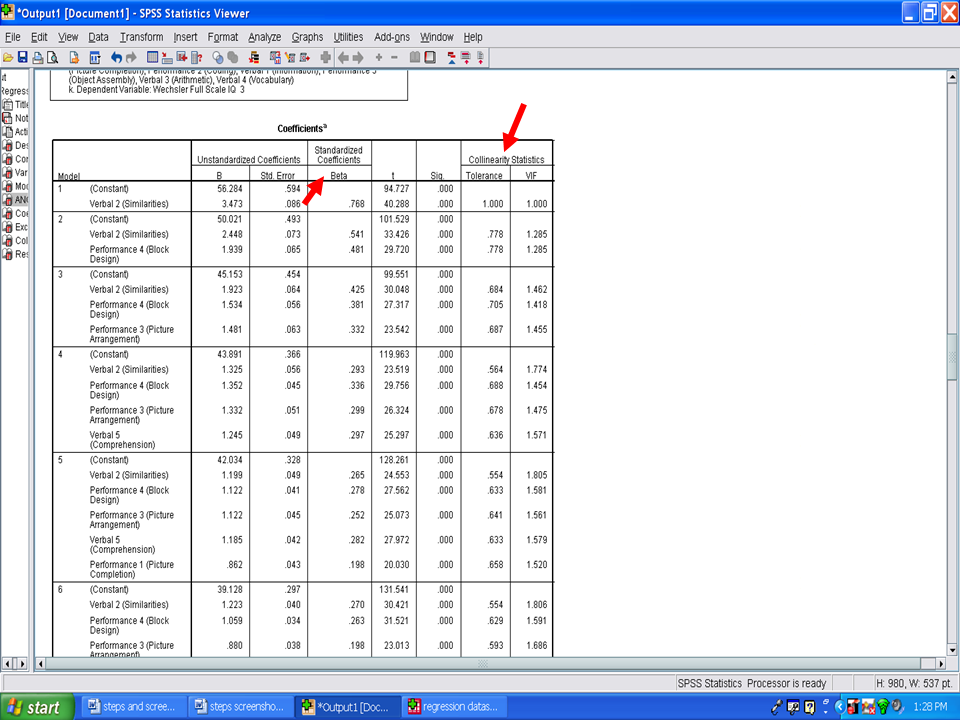 *Output1 [Document1] - SPSS Statistics Viewer
File Edit View Data Transform Insert Format Analyze Graphs Utilities Add-ons Window Help
(Picture Completion), Performance 2 (Coding), Verbal 1 (Information), Performance 5
(Object Assembly), Verbal 3 (Arithmetic), Verbal 4 (Vocabulary)
k. Dependent Variable: Wechsler Full Scale IQ 3
Regress
Title
Not
Acti
Des
Cor
Var
Mod
ANO
Coe
Exc
Col
Res
Coefficientsa
Unstandardized Coefficients Standardized Coefficients Collinearity Statistics
Model B Std. Error Beta t Sig. Tolerance VIF
1 (Constant) 56.284 .594 94.727 .000
Verbal 2 (Similarities) 3.473 .086 .768 40.288 .000 1.000 1.000
2 (Constant) 50.021 .493 101.529 .000
Verbal 2 (Similarities) 2.448 .073 .541 33.426 .000 .778 1.285
Performance 4 (Block 1.939 .065 .481 29.720 .000 .778 1.285
Design)
3 (Constant) 45.153 .454 99.551 .000
Verbal 2 (Similarities) 1.923 .064 .425 30.048 .000 .684 1.462
Performance 4 (Block 1.534 .056 .381 27.317 .000 .705 1.418
Design)
Performance 3 (Picture 1.481 .063 .332 23.542 .000 .687 1.455
Arrangement)
4 (Constant) 43.891 .366 119.963 .000
Verbal 2 (Similarities) 1.325 .056 .293 23.519 .000 .564 1.774
Performance 4 (Block 1.352 .045 .336 29.756 .000 .688 1.454
Design)
Performance 3 (Picture 1.332 .051 .299 26.324 .000 .678 1.475
Arrangement)
Verbal 5 1.245 .049 .297 25.297 .000 .636 1.571
(Comprehension)
5 (Constant) 42.034 .328 128.261 .000
Verbal 2 (Similarities) 1.199 .049 .265 24.553 .000 .554 1.805
Performance 4 (Block 1.122 .041 .278 27.562 .000 .633 1.581
Design)
Performance 3 (Picture 1.122 .045 .252 25.073 .000 .641 1.561
Arrangement)
Verbal 5 1.185 .042 .282 27.972 .000 .633 1.579
(Comprehension)
Performance 1 (Picture .862 .043 .198 20.030 .000 .658 1.520
Completion)
6 (Constant) 39.128 .297 131.541 .000
Verbal 2 (Similarities) 1.223 .040 .270 30.421 .000 .554 1.806
Performance 4 (Block 1.059 .034 .263 31.521 .000 .629 1.591
Design)
Performance 3 (Picture .880 .038 .198 23.013 .000 .593 1.686
Arrangement)
SPSS Statistics Processor is ready H: 980, W: 537 pt.
start steps and scree... steps screensho... *Output1 [Doc... regression datas... 1:28 PM